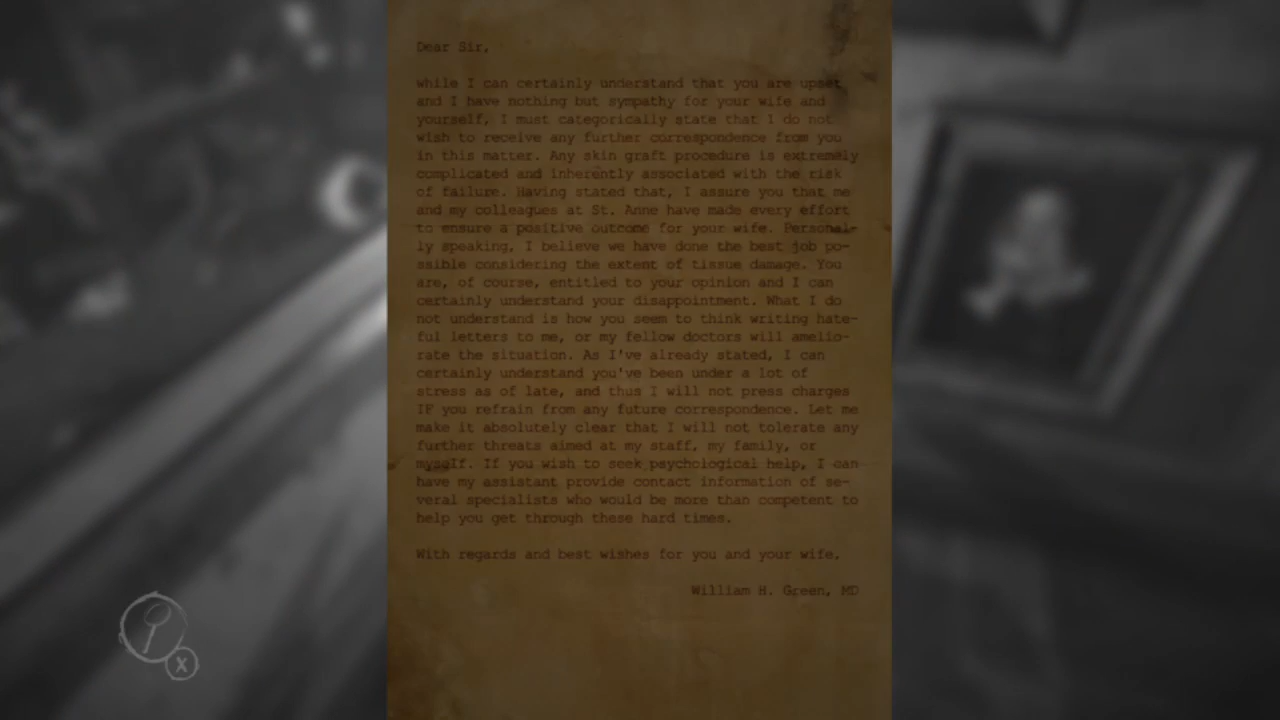 Dear Sir,
while I can certainly understand that you are upset
and I have nothing but sympathy for your wife and
yourself, I must categorically state that I do not
wish to receive any further correspondence from you
in this matter. Any skin graft procedure is extremely
complicated and inherently associated with the risk
of failure. Having stated that, I assure you that me
and my colleagues at St. Anne have made every effort
to ensure a positive outcome for your wife. Personal-
ly speaking, I believe we have done the best job po-
ssible considering the extent of tissue damage. You
are, of course, entitled to your opinion and I can
certainly understand your disappointment. What I do
not understand is how you seem to think writing hate-
ful letters to me, or my fellow doctors will amelio-
rate the situation. As I've already stated, I can
certainly understand you've been under a lot of
stress as of late, and thus I will not press charges
IF you refrain from any future correspondence. Let me
make it absolutely clear that I will not tolerate any
further threats aimed at my staff, my family, or
myself. If you wish to seek psychological help, I can
have my assistant provide contact information of se-
veral specialists who would be more than competent to
help you get through these hard times.
With regards and best wishes for you and your wife,
William H. Green, MD
X